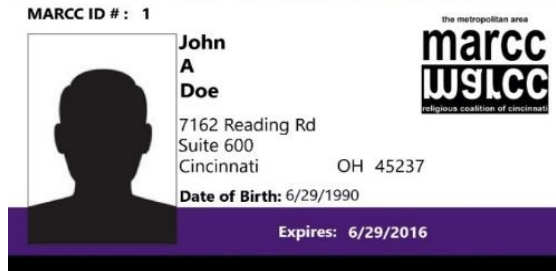 MARCC ID # : 1
the metropolitan area
marcc
religious coalition of cincinnati
John
A
Doe
7162 Reading Rd
Suite 600
Cincinnati OH 45237
Date of Birth: 6/29/1990
Expires: 6/29/2016